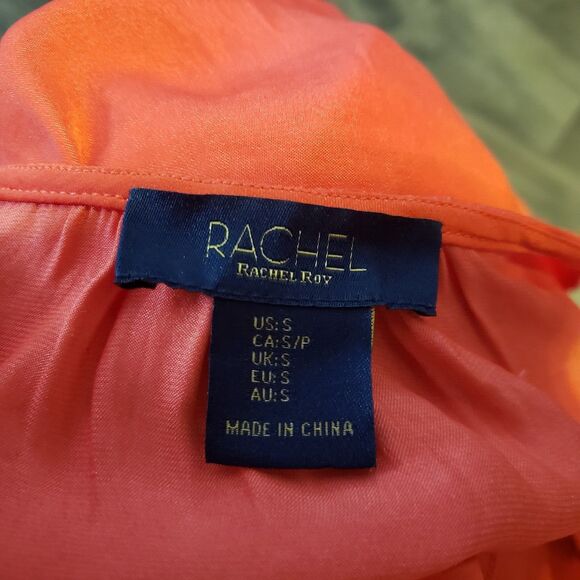 RACHEL
RACHEL ROY
US: S
CA: S/P
UK: S
EU: S
AU: S
MADE IN CHINA